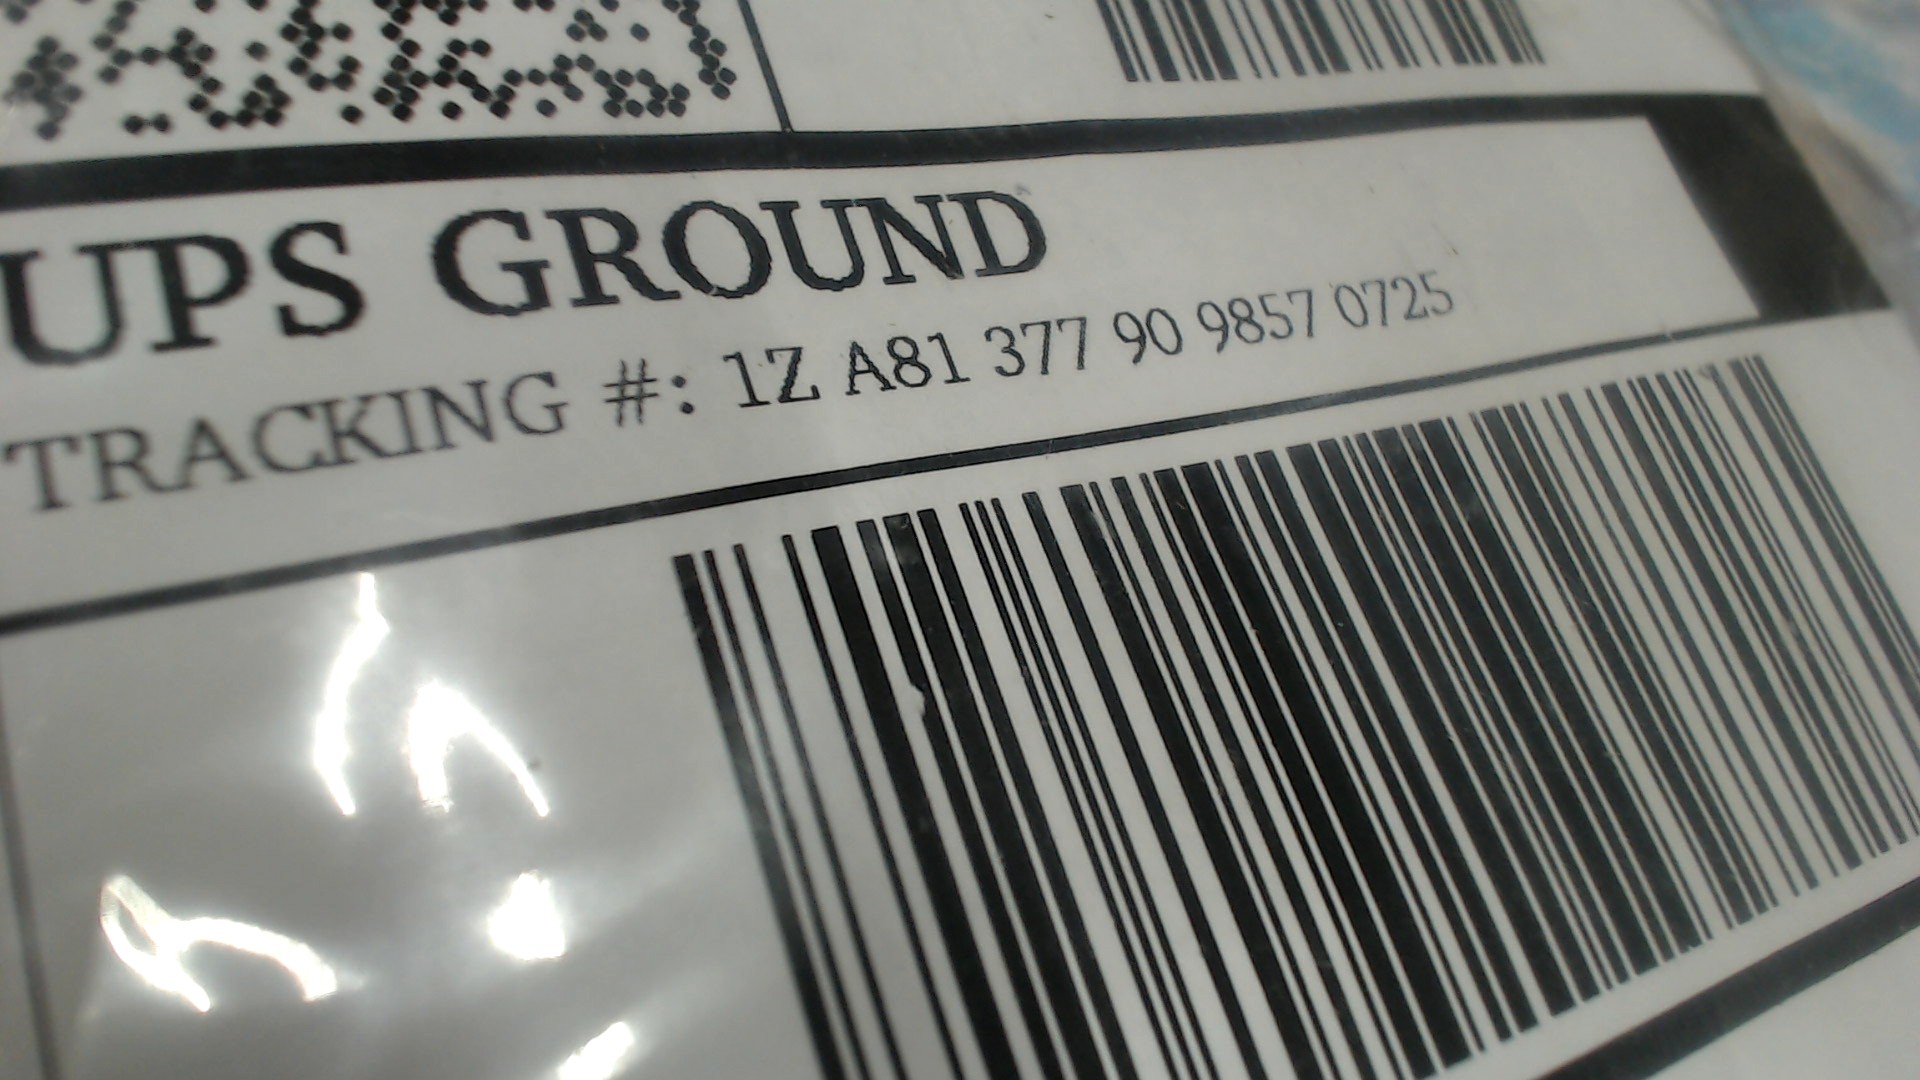 UPS GROUND
TRACKING #: 1Z A81 377 90 9857 0725